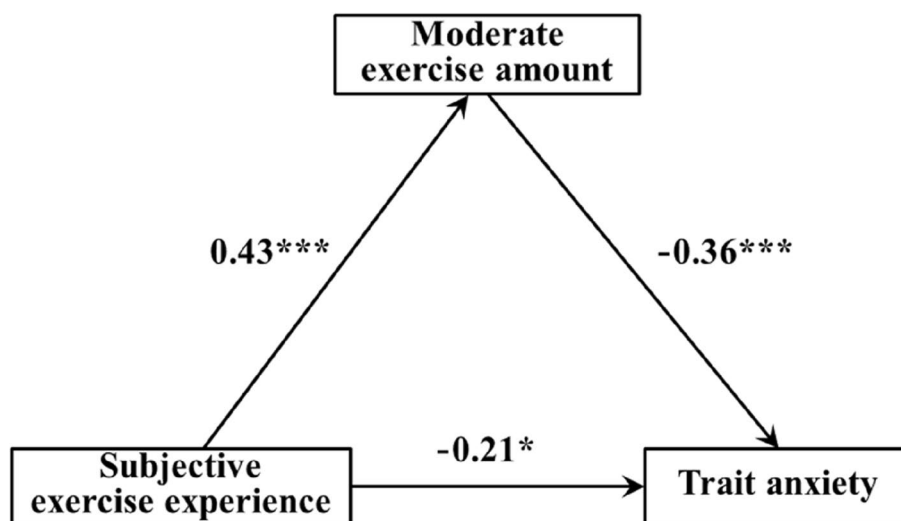 Moderate
exercise amount
0.43***
-0.36***
-0.21*
Subjective
exercise experience
Trait anxiety